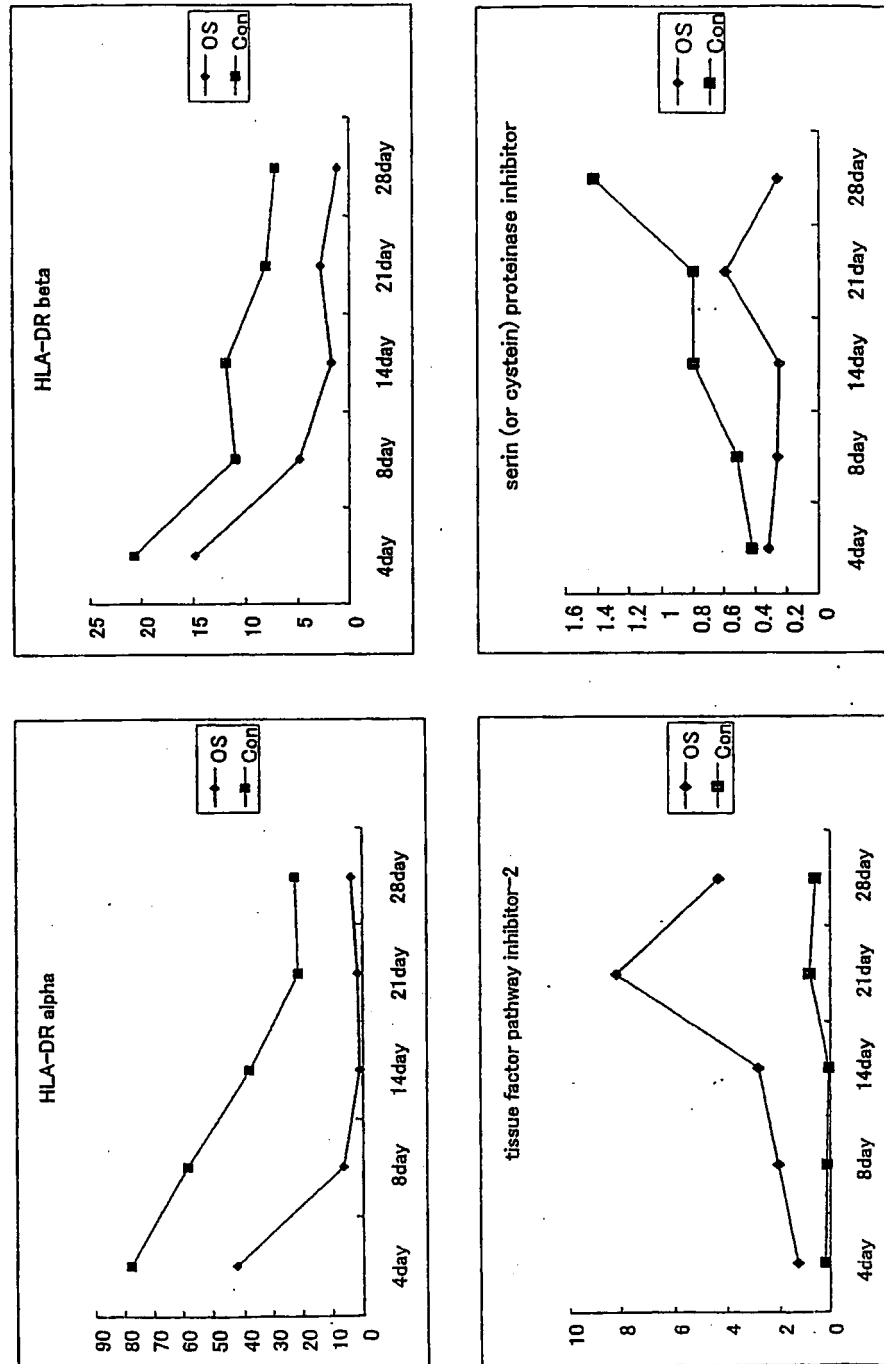 HLA-DR alpha
90
80
70
60
50
40
30
20
10
0
4day 8day 14day 21day 28day
OS
Con
HLA-DR beta
25
20
15
10
5
0
4day 8day 14day 21day 28day
OS
Con
tissue factor pathway inhibitor-2
10
8
6
4
2
0
4day 8day 14day 21day 28day
OS
Con
serin (or cystein) proteinase inhibitor
1.6
1.4
1.2
1
0.8
0.6
0.4
0.2
0
4day 8day 14day 21day 28day
OS
Con